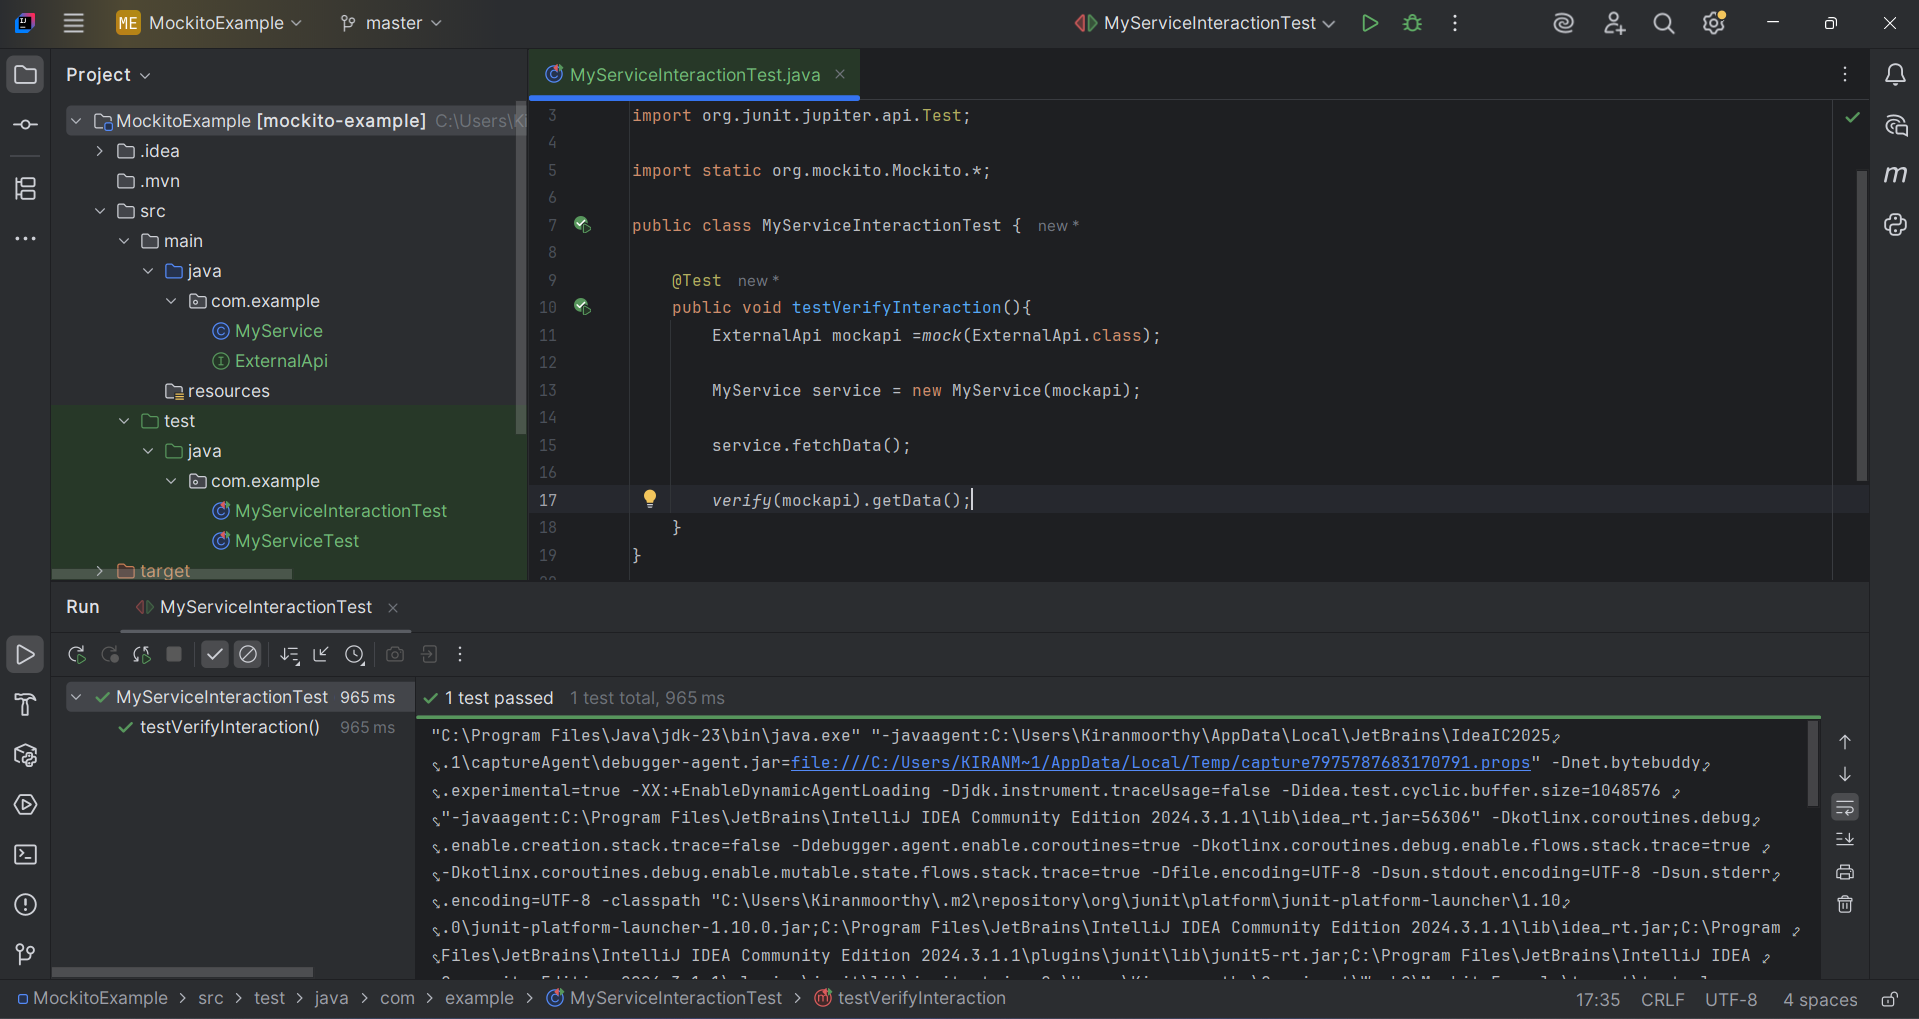 ME MockitoExample master MyServiceInteractionTest
Project
MockitoExample [mockito-example] C:\Users\Ki
.idea
.mvn
src
main
java
com.example
MyService
ExternalApi
resources
test
java
com.example
MyServiceInteractionTest
MyServiceTest
target
MyServiceInteractionTest.java
3 import org.junit.jupiter.api.Test;
4
5 import static org.mockito.Mockito.*;
6
7 public class MyServiceInteractionTest { new *
8
9 @Test new *
10 public void testVerifyInteraction(){
11 ExternalApi mockapi =mock(ExternalApi.class);
12
13 MyService service = new MyService(mockapi);
14
15 service.fetchData();
16
17 verify(mockapi).getData();
18 }
19 }
Run MyServiceInteractionTest
MyServiceInteractionTest 965 ms
testVerifyInteraction() 965 ms
1 test passed 1 test total, 965 ms
"C:\Program Files\Java\jdk-23\bin\java.exe" "-javaagent:C:\Users\Kiranmoorthy\AppData\Local\JetBrains\IdeaIC2025
.1\captureAgent\debugger-agent.jar=file:///C:/Users/KIRANM~1/AppData/Local/Temp/capture7975787683170791.props" -Dnet.bytebuddy
.experimental=true -XX:+EnableDynamicAgentLoading -Djdk.instrument.traceUsage=false -Didea.test.cyclic.buffer.size=1048576
"-javaagent:C:\Program Files\JetBrains\IntelliJ IDEA Community Edition 2024.3.1.1\lib\idea_rt.jar=56306" -Dkotlinx.coroutines.debug
.enable.creation.stack.trace=false -Ddebugger.agent.enable.coroutines=true -Dkotlinx.coroutines.debug.enable.flows.stack.trace=true
-Dkotlinx.coroutines.debug.enable.mutable.state.flows.stack.trace=true -Dfile.encoding=UTF-8 -Dsun.stdout.encoding=UTF-8 -Dsun.stderr
.encoding=UTF-8 -classpath "C:\Users\Kiranmoorthy\.m2\repository\org\junit\platform\junit-platform-launcher\1.10
.0\junit-platform-launcher-1.10.0.jar;C:\Program Files\JetBrains\IntelliJ IDEA Community Edition 2024.3.1.1\lib\idea_rt.jar;C:\Program
Files\JetBrains\IntelliJ IDEA Community Edition 2024.3.1.1\plugins\junit\lib\junit5-rt.jar;C:\Program Files\JetBrains\IntelliJ IDEA
MockitoExample > src > test > java > com > example > MyServiceInteractionTest > testVerifyInteraction 17:35 CRLF UTF-8 4 spaces